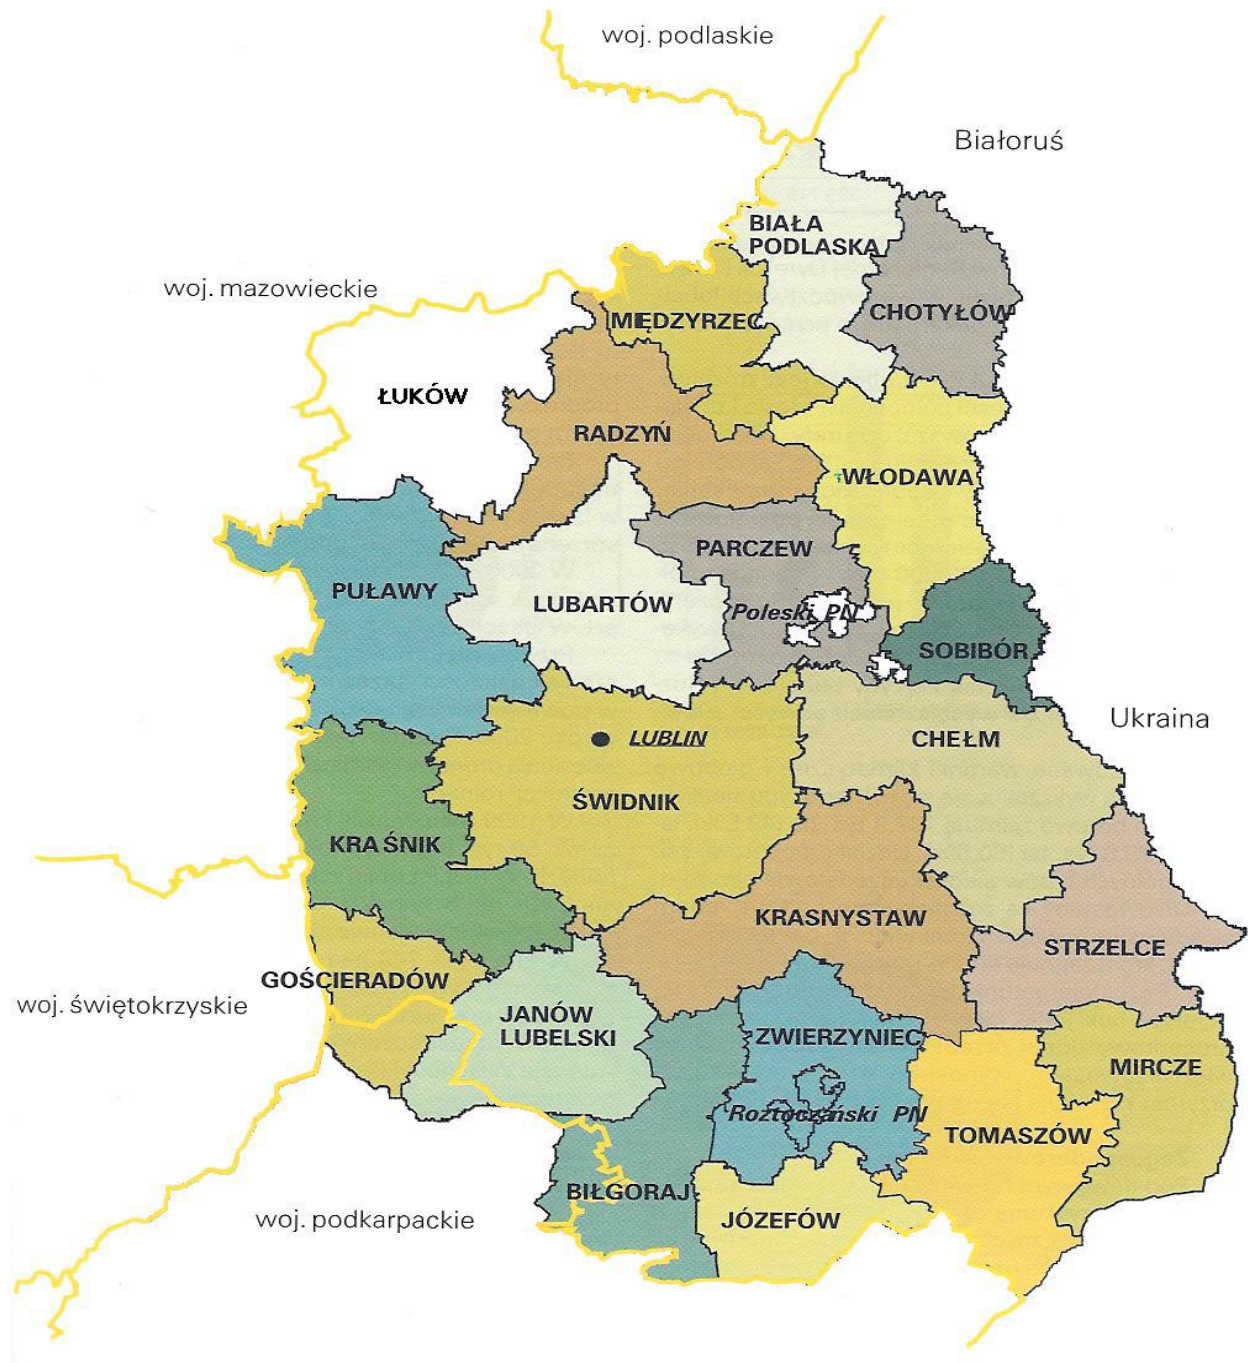 woj. podlaskie
Białoruś
BIAŁA
PODLASKA
woj. mazowieckie
MIĘDZYRZEC
CHOTYŁÓW
ŁUKÓW
RADZYŃ
WŁODAWA
PARCZEW
PUŁAWY
LUBARTÓW
Poleski PN
SOBIBÓR
Ukraina
LUBLIN
CHEŁM
ŚWIDNIK
KRAŚNIK
KRASNYSTAW
STRZELCE
GOŚCIERADÓW
woj. świętokrzyskie
JANÓW
LUBELSKI
ZWIERZYNIEC
MIRCZE
Roztoczański PN
TOMASZÓW
BIŁGORAJ
woj. podkarpackie
JÓZEFÓW